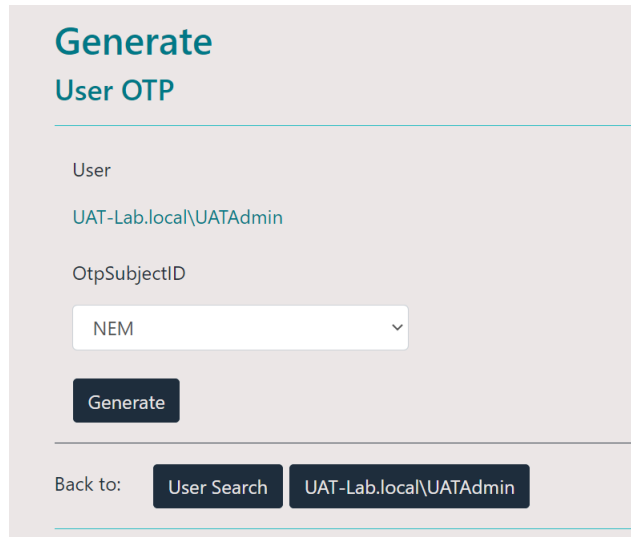 Generate
User OTP
User
UAT-Lab.local\UATAdmin
OtpSubjectID
NEM
Generate
Back to: User Search UAT-Lab.local\UATAdmin